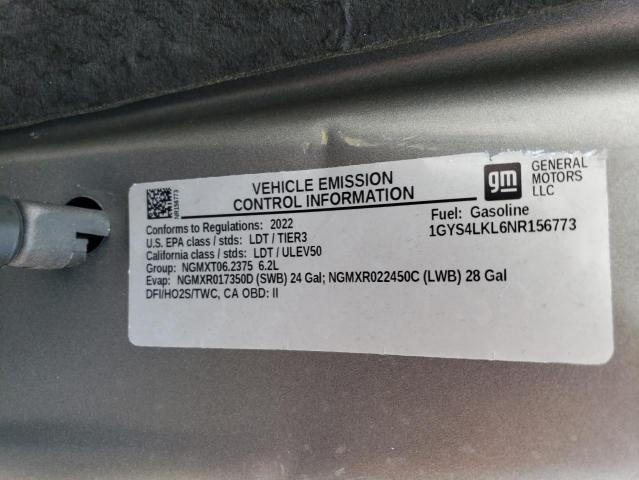 NR156773
VEHICLE EMISSION
CONTROL INFORMATION
gm
GENERAL
MOTORS
LLC
Fuel: Gasoline
1GYS4LKL6NR156773
Conforms to Regulations: 2022
U.S. EPA class / stds: LDT / TIER3
California class / stds: LDT / ULEV50
Group: NGMXT06.2375 6.2L
Evap: NGMXR017350D (SWB) 24 Gal; NGMXR022450C (LWB) 28 Gal
DFI/HO2S/TWC, CA OBD: II